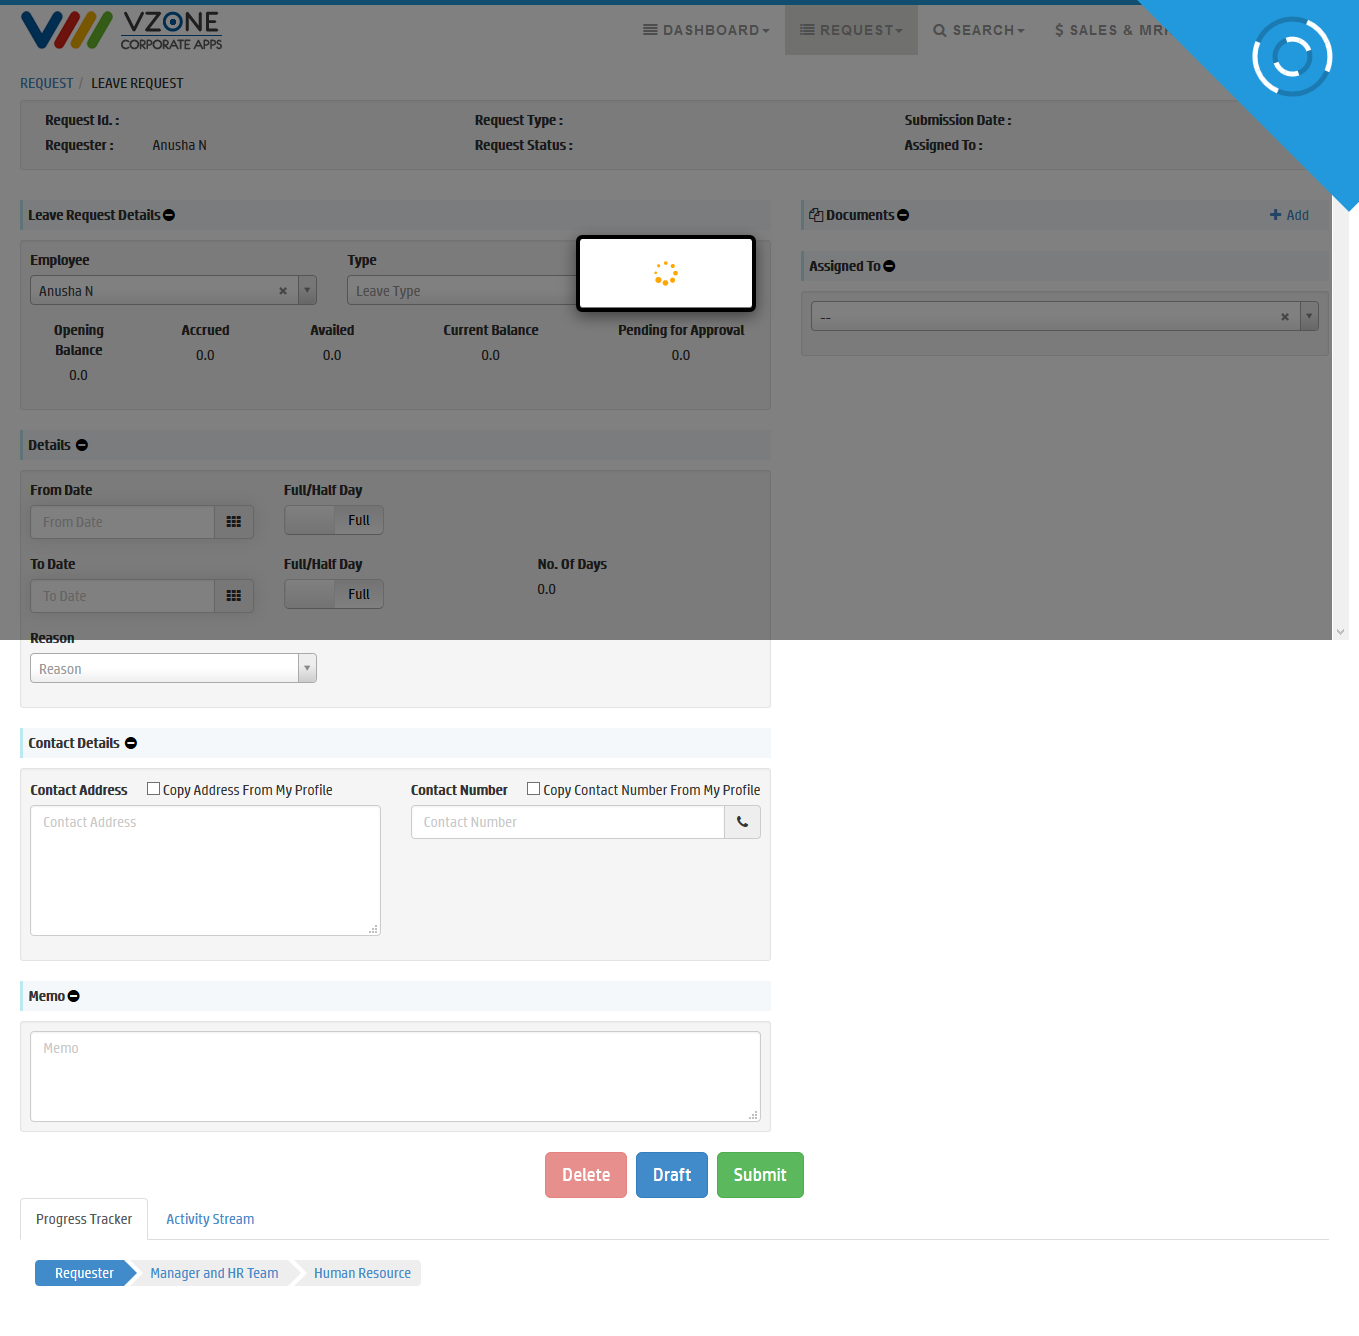 VZONE
CORPORATE APPS
DASHBOARD REQUEST SEARCH $ SALES &
REQUEST / LEAVE REQUEST
Request Id. : Request Type : Submission Date :
Requester : Anusha N Request Status : Assigned To :
Leave Request Details Documents Add
Employee Type Assigned To
Anusha N × Leave Type
-- ×
Opening Balance Accrued Availed Current Balance Pending for Approval
0.0 0.0 0.0 0.0 0.0
Details
From Date Full/Half Day
From Date Full
To Date Full/Half Day No. Of Days
To Date Full 0.0
Reason
Reason
Contact Details
Contact Address Copy Address From My Profile Contact Number Copy Contact Number From My Profile
Contact Address Contact Number
Memo
Memo
Delete Draft Submit
Progress Tracker Activity Stream
Requester Manager and HR Team Human Resource